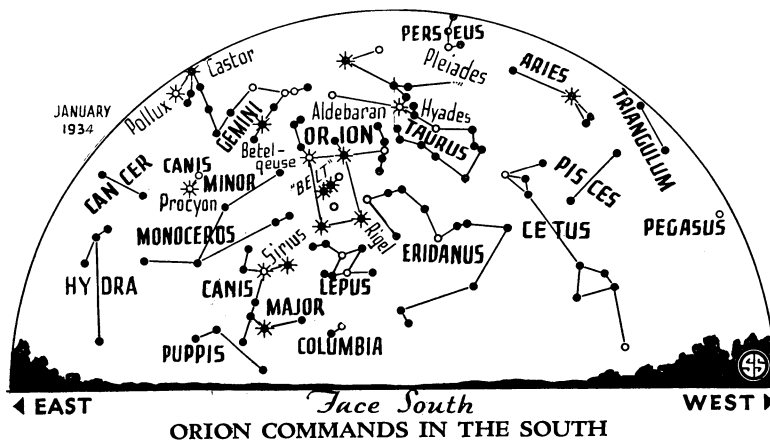 PERSEUS
Castor
Pleiades
ARIES
Pollux
JANUARY
1934
GEMINI
Aldebaran
Hyades
TRIANGULUM
ORION
TAURUS
Betel-
geuse
CANCER
CANIS
MINOR
Procyon
"BELT"
PISCES
MONOCEROS
Sirius
Rigel
ERIDANUS
CETUS
PEGASUS
HYDRA
CANIS
MAJOR
LEPUS
PUPPIS
COLUMBIA
SS
EAST
Face South
WEST
ORION COMMANDS IN THE SOUTH